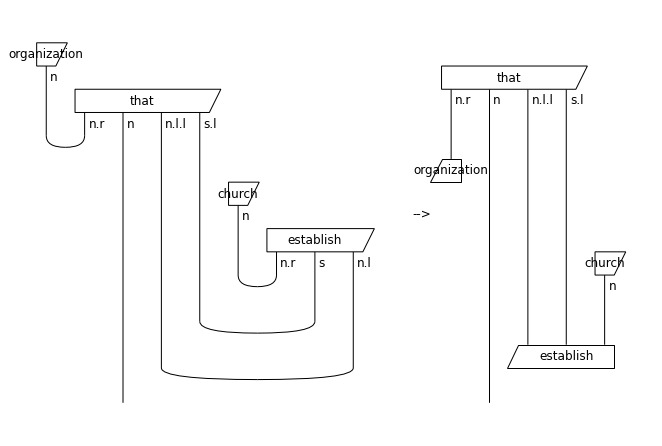 organization
n
that
n.r n n.l.l s.l
church
n
establish
n.r s n.l
-->
that
n.r n n.l.l s.l
organization
church
n
establish